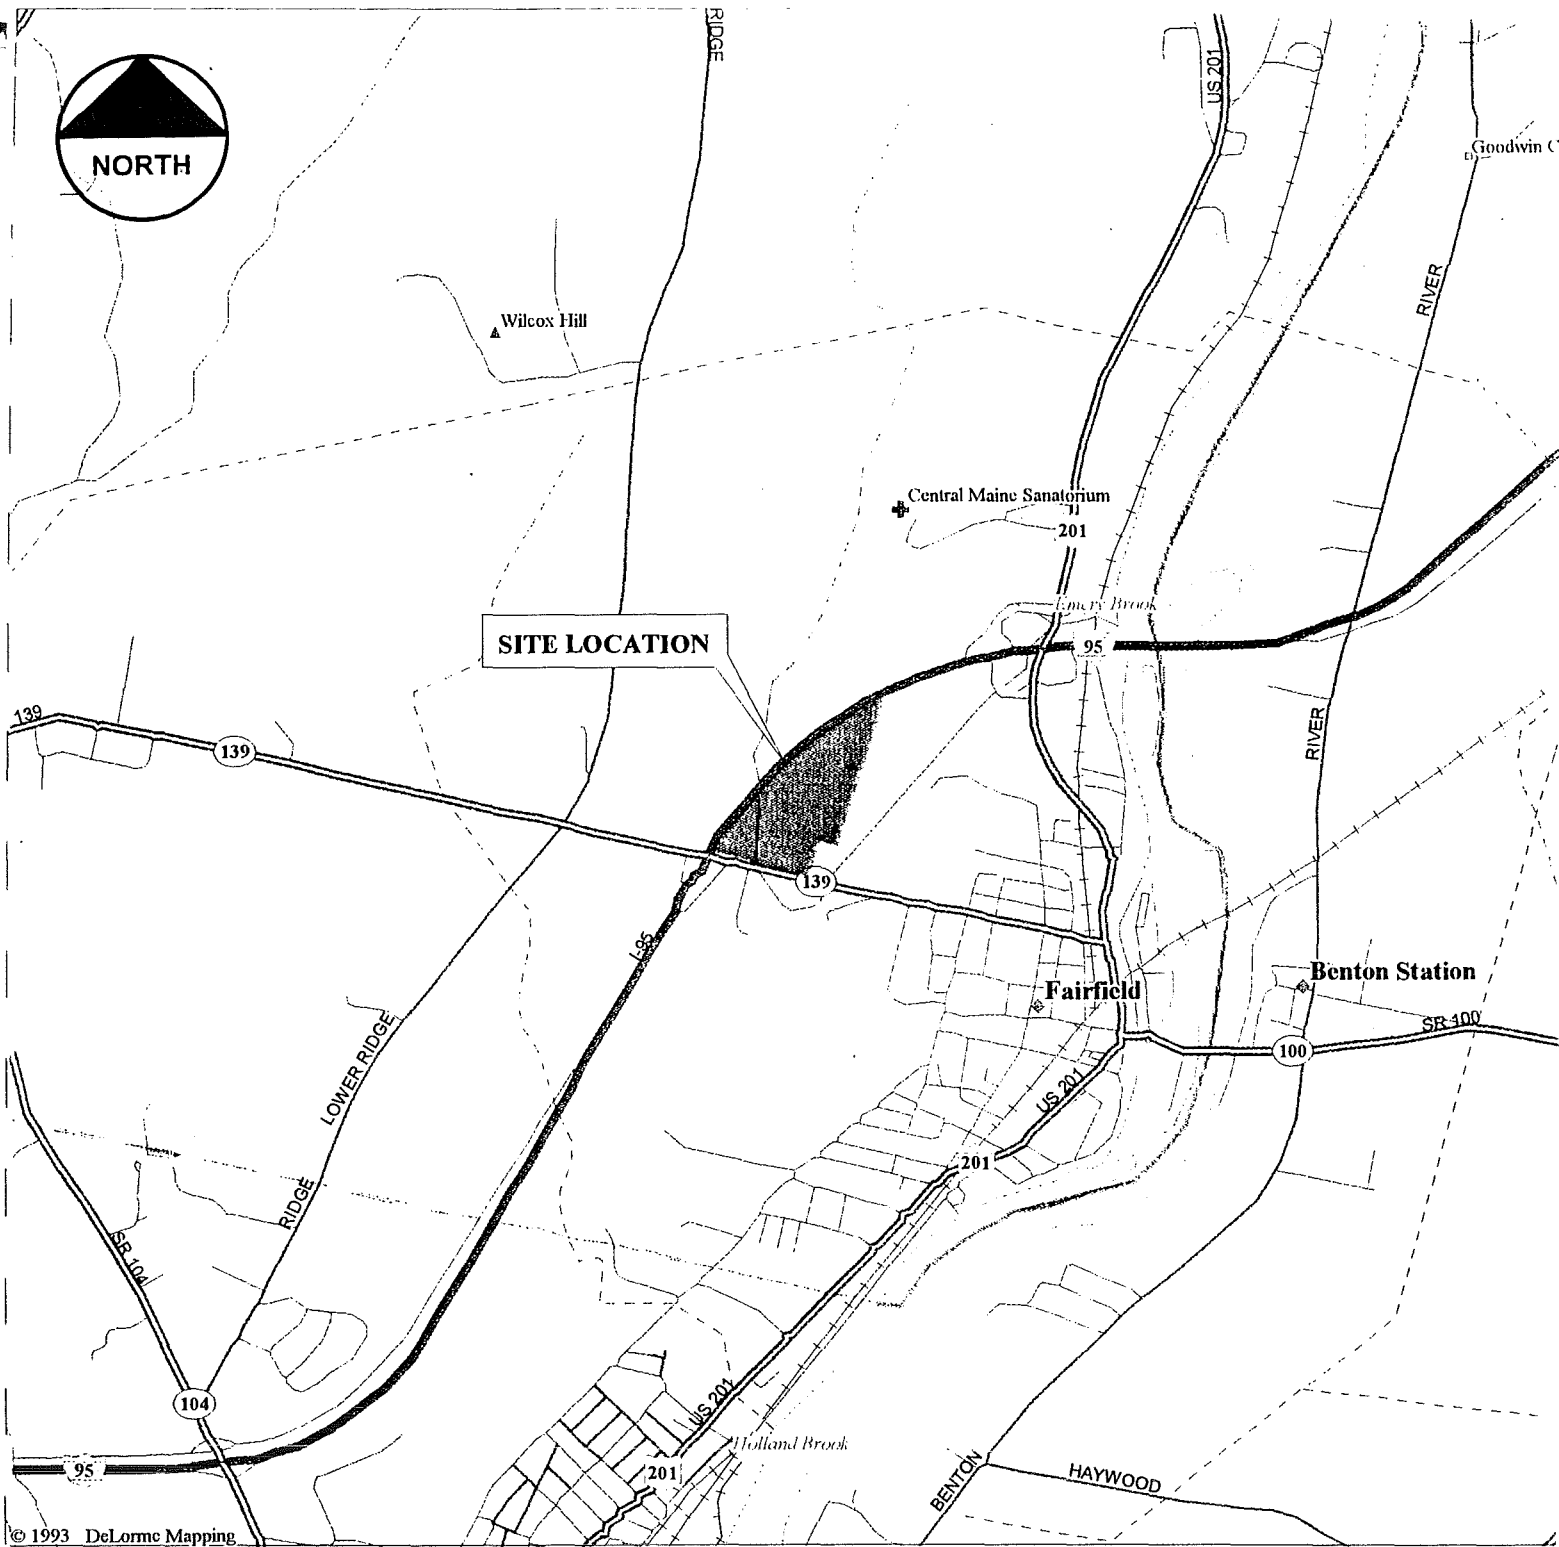 RIDGE
US 201
NORTH
Goodwin
RIVER
Wilcox Hill
Central Maine Sanatorium
201
Emery Brook
SITE LOCATION
95
139
139
RIVER
139
I-95
Benton Station
Fairfield
SR 100
100
LOWER RIDGE
US 201
201
RIDGE
SR 104
US 201
104
Holland Brook
201
95
BENTON
HAYWOOD
© 1993 DeLorme Mapping